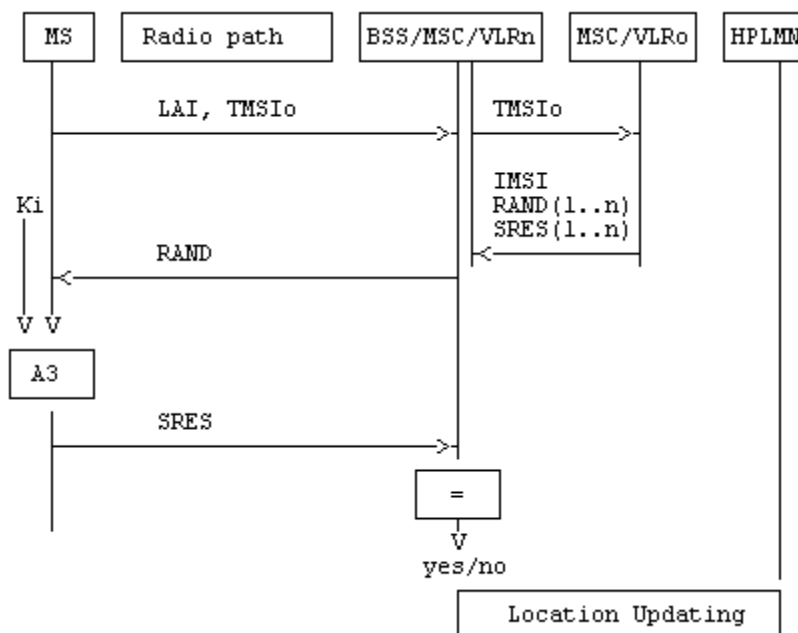 MS
Radio path
BSS/MSC/VLRn
MSC/VLRo
HPLMN
LAI, TMSIo
TMSIo
IMSI
Ki
RAND(1..n)
SRES(1..n)
RAND
V V
A3
SRES
=
V
yes/no
Location Updating